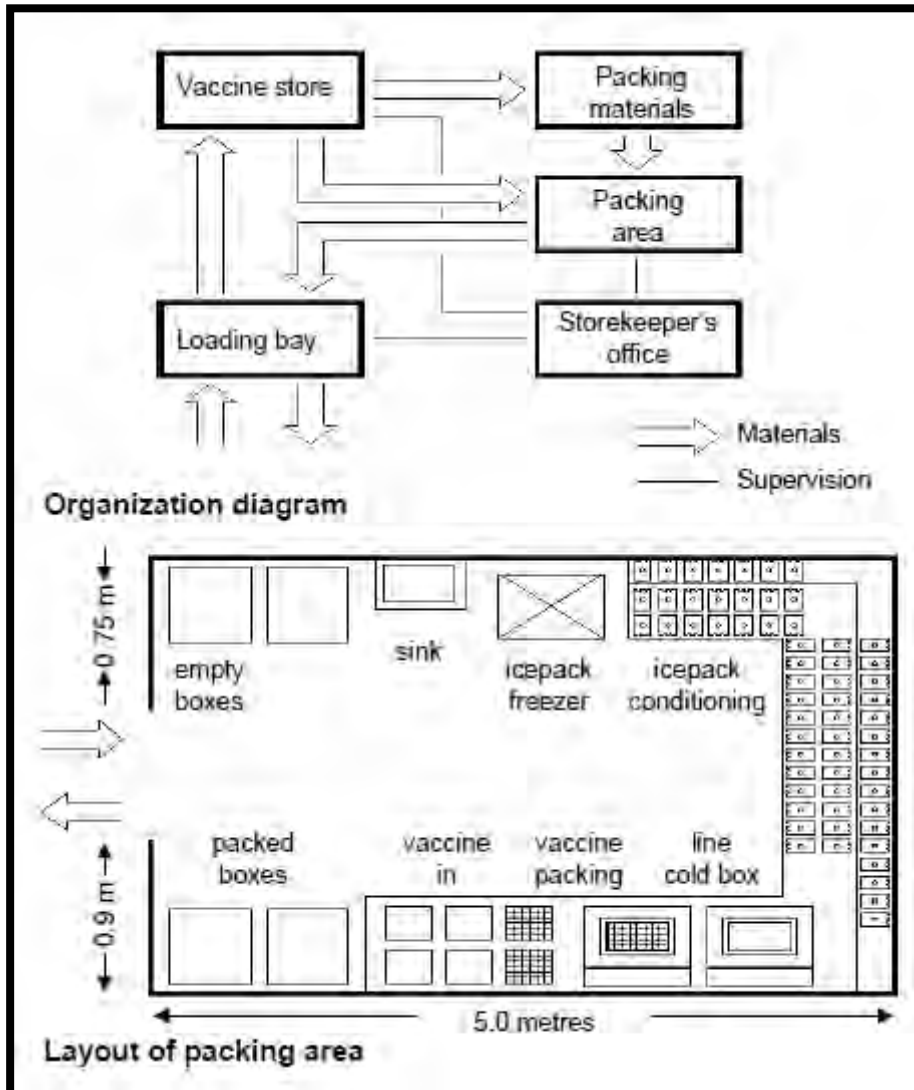 Vaccine store
Packing
materials
Packing
area
Loading bay
Storekeeper's
office
Materials
Supervision
Organization diagram
0.75 m
empty
boxes
sink
icepack
freezer
icepack
conditioning
packed
boxes
vaccine
in
vaccine
packing
line
cold box
0.9 m
5.0 metres
Layout of packing area